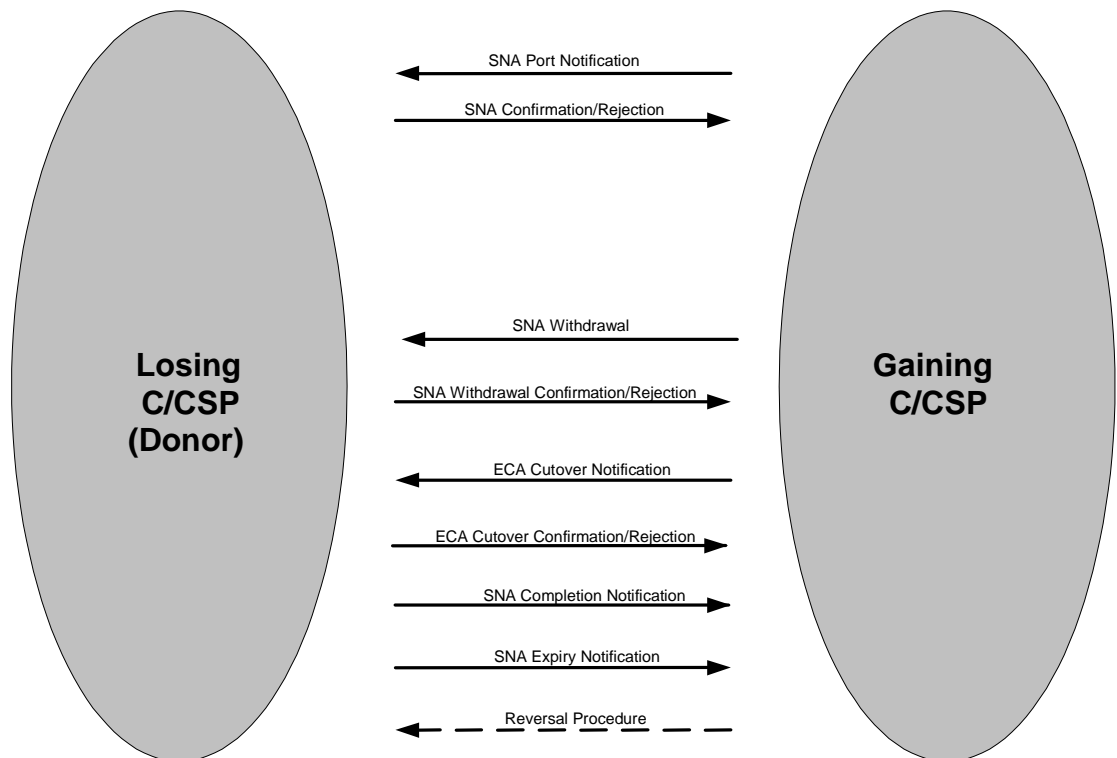 SNA Port Notification
SNA Confirmation/Rejection
SNA Withdrawal
Losing
C/CSP
(Donor)
Gaining
C/CSP
SNA Withdrawal Confirmation/Rejection
ECA Cutover Notification
ECA Cutover Confirmation/Rejection
SNA Completion Notification
SNA Expiry Notification
Reversal Procedure